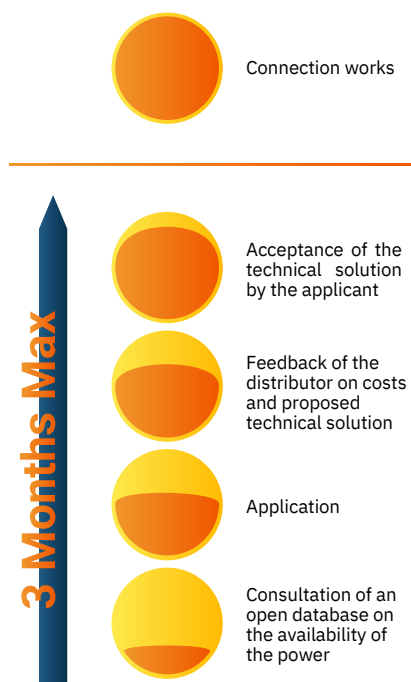 Connection works
Acceptance of the
technical solution
by the applicant
Feedback of the
distributor on costs
and proposed
technical solution
Application
Consultation of an
open database on
the availability of
the power
3 Months Max